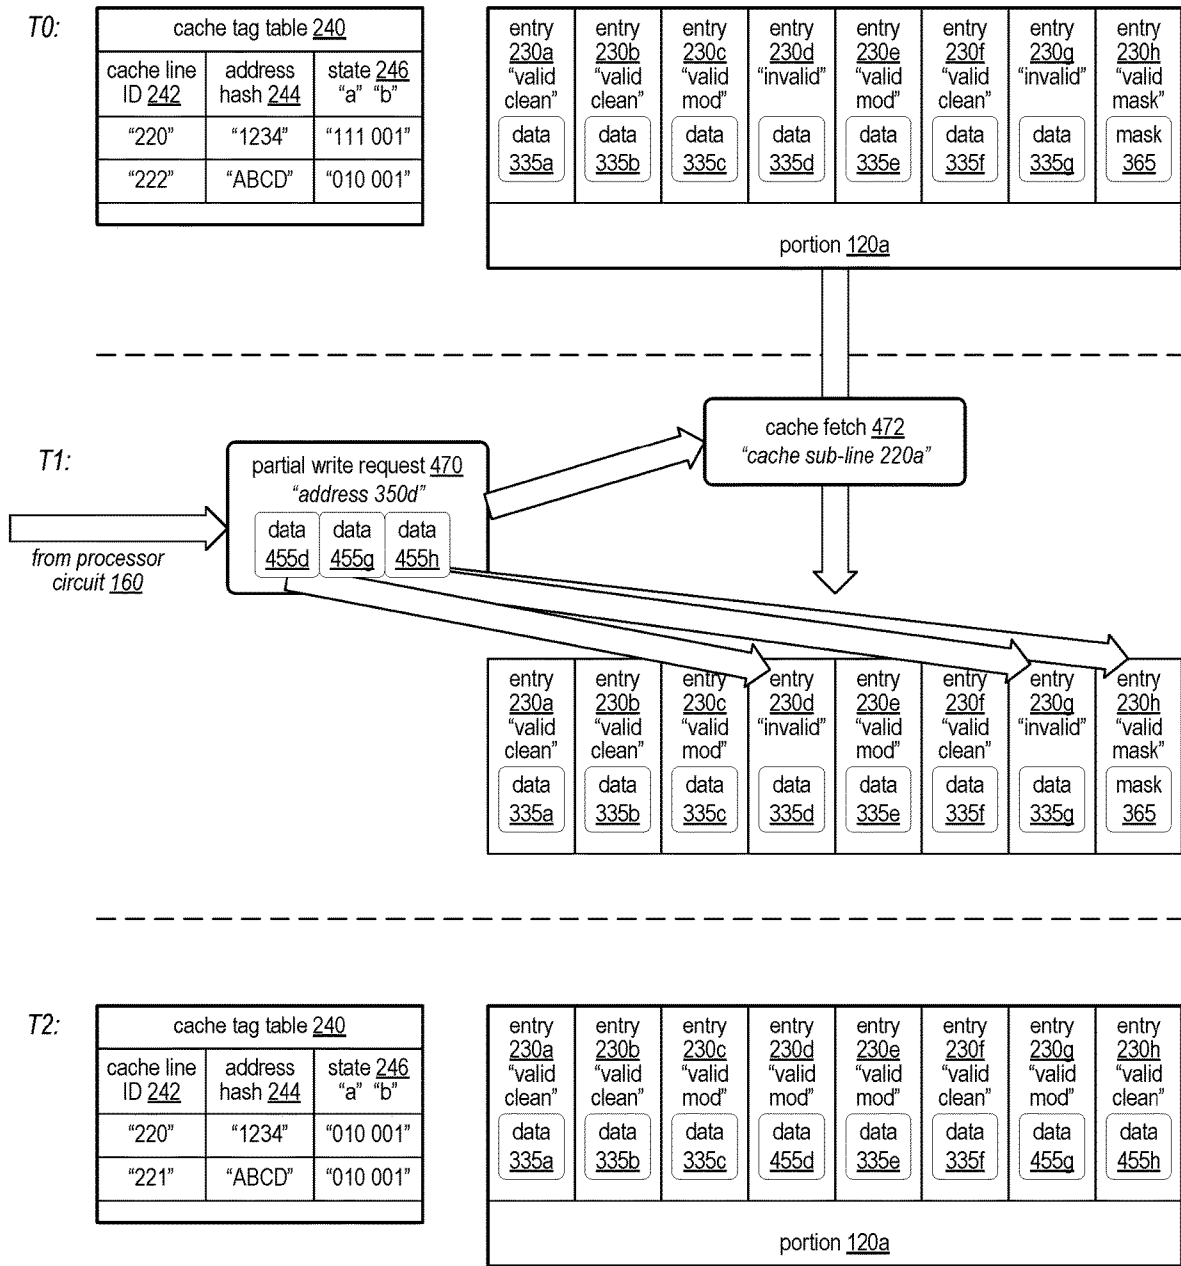 T0:
cache tag table 240
cache line ID 242
address hash 244
state 246 "a" "b"
"220" "1234" "111 001"
"222" "ABCD" "010 001"
entry 230a "valid clean" data 335a
entry 230b "valid clean" data 335b
entry 230c "valid mod" data 335c
entry 230d "invalid" data 335d
entry 230e "valid mod" data 335e
entry 230f "valid clean" data 335f
entry 230g "invalid" data 335g
entry 230h "valid mask" mask 365
portion 120a
T1:
from processor
circuit 160
partial write request 470
"address 350d"
data 455d
data 455g
data 455h
cache fetch 472
"cache sub-line 220a"
entry 230a "valid clean" data 335a
entry 230b "valid clean" data 335b
entry 230c "valid mod" data 335c
entry 230d "invalid" data 335d
entry 230e "valid mod" data 335e
entry 230f "valid clean" data 335f
entry 230g "invalid" data 335g
entry 230h "valid mask" mask 365
T2:
cache tag table 240
cache line ID 242
address hash 244
state 246 "a" "b"
"220" "1234" "010 001"
"221" "ABCD" "010 001"
entry 230a "valid clean" data 335a
entry 230b "valid clean" data 335b
entry 230c "valid mod" data 335c
entry 230d "valid mod" data 455d
entry 230e "valid mod" data 335e
entry 230f "valid clean" data 335f
entry 230g "valid mod" data 455g
entry 230h "valid clean" data 455h
portion 120a